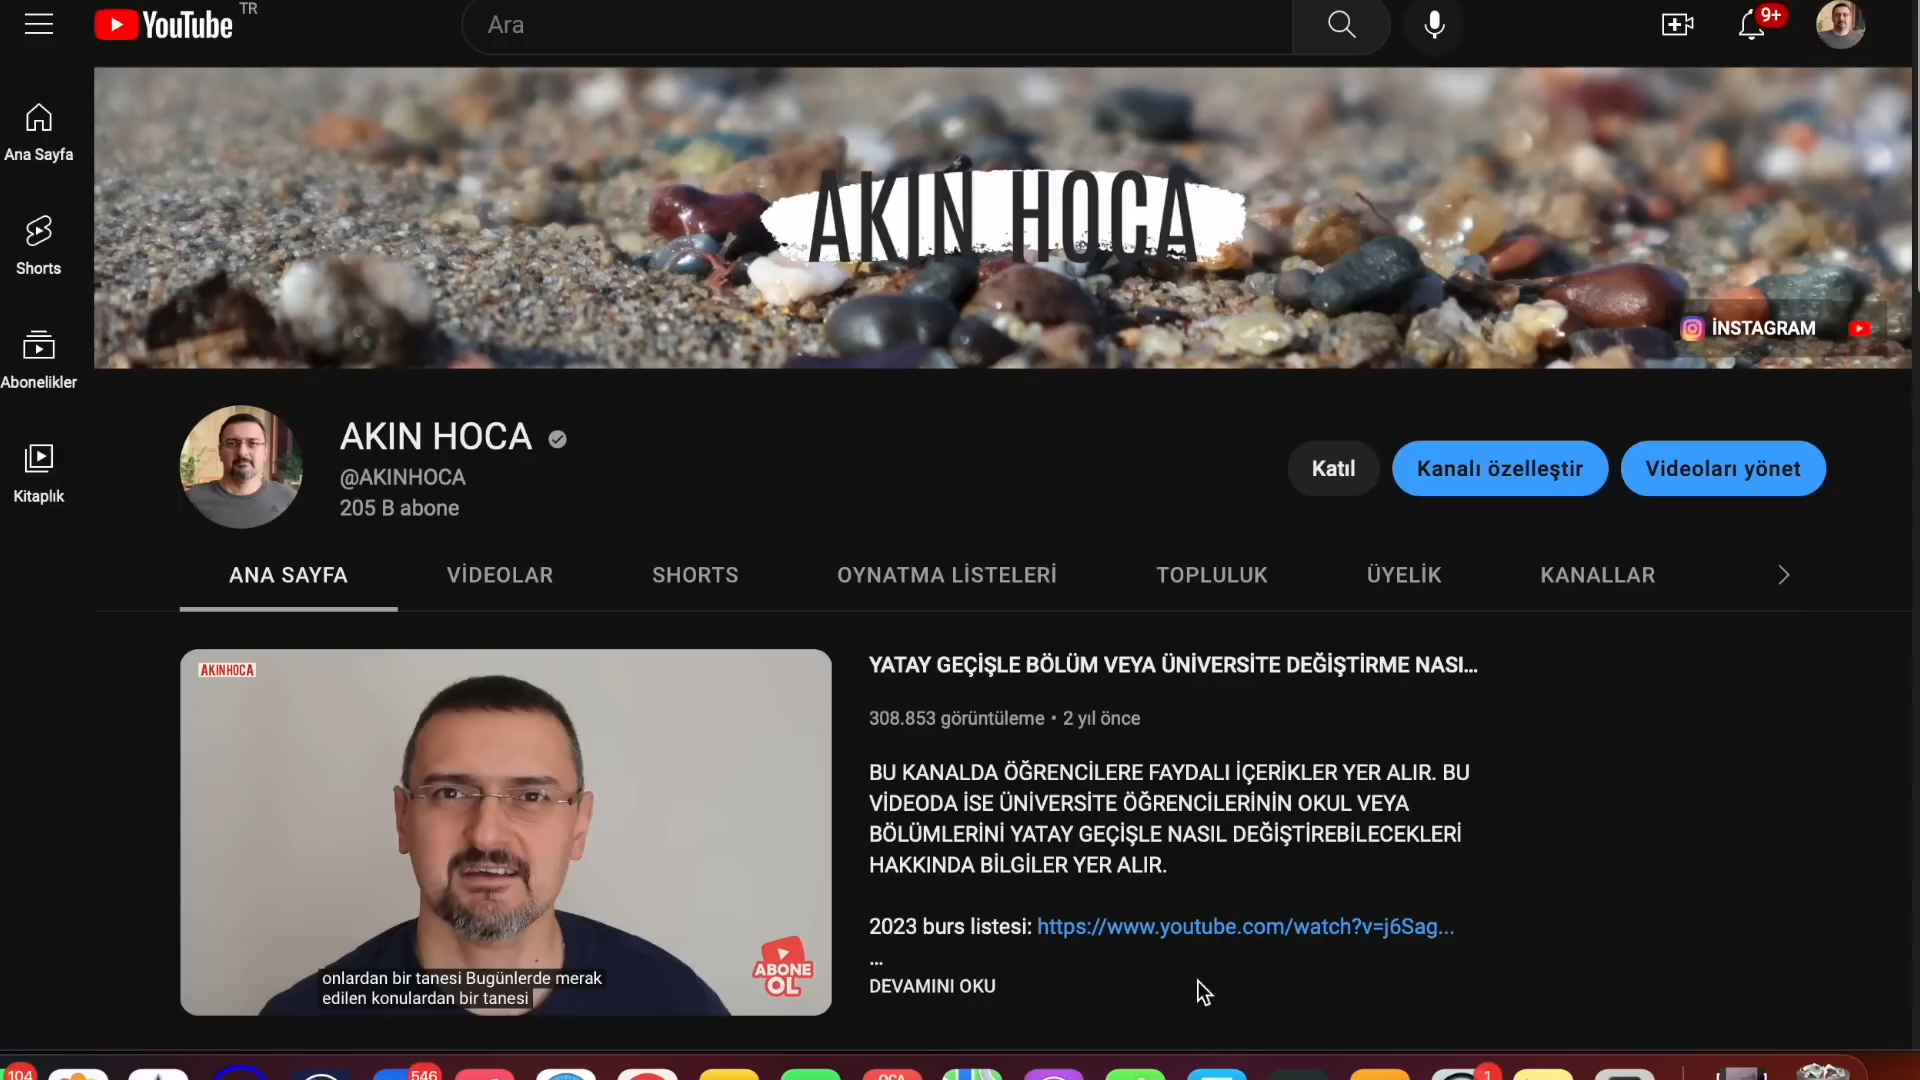 YouTube TR
Ara
9+
Ana Sayfa
Shorts
Abonelikler
Kitaplık
AKIN HOCA
İNSTAGRAM
AKIN HOCA
@AKINHOCA
205 B abone
Katıl
Kanalı özelleştir
Videoları yönet
ANA SAYFA VİDEOLAR SHORTS OYNATMA LİSTELERİ TOPLULUK ÜYELİK KANALLAR
AKINHOCA
ABONE
OL
onlardan bir tanesi Bugünlerde merak
edilen konulardan bir tanesi
YATAY GEÇİŞLE BÖLÜM VEYA ÜNİVERSİTE DEĞİŞTİRME NASI...
308.853 görüntüleme • 2 yıl önce
BU KANALDA ÖĞRENCİLERE FAYDALI İÇERİKLER YER ALIR. BU
VİDEODA İSE ÜNİVERSİTE ÖĞRENCİLERİNİN OKUL VEYA
BÖLÜMLERİNİ YATAY GEÇİŞLE NASIL DEĞİŞTİREBİLECEKLERİ
HAKKINDA BİLGİLER YER ALIR.
2023 burs listesi: https://www.youtube.com/watch?v=j6Sag...
...
DEVAMINI OKU
104
546
OCA
1